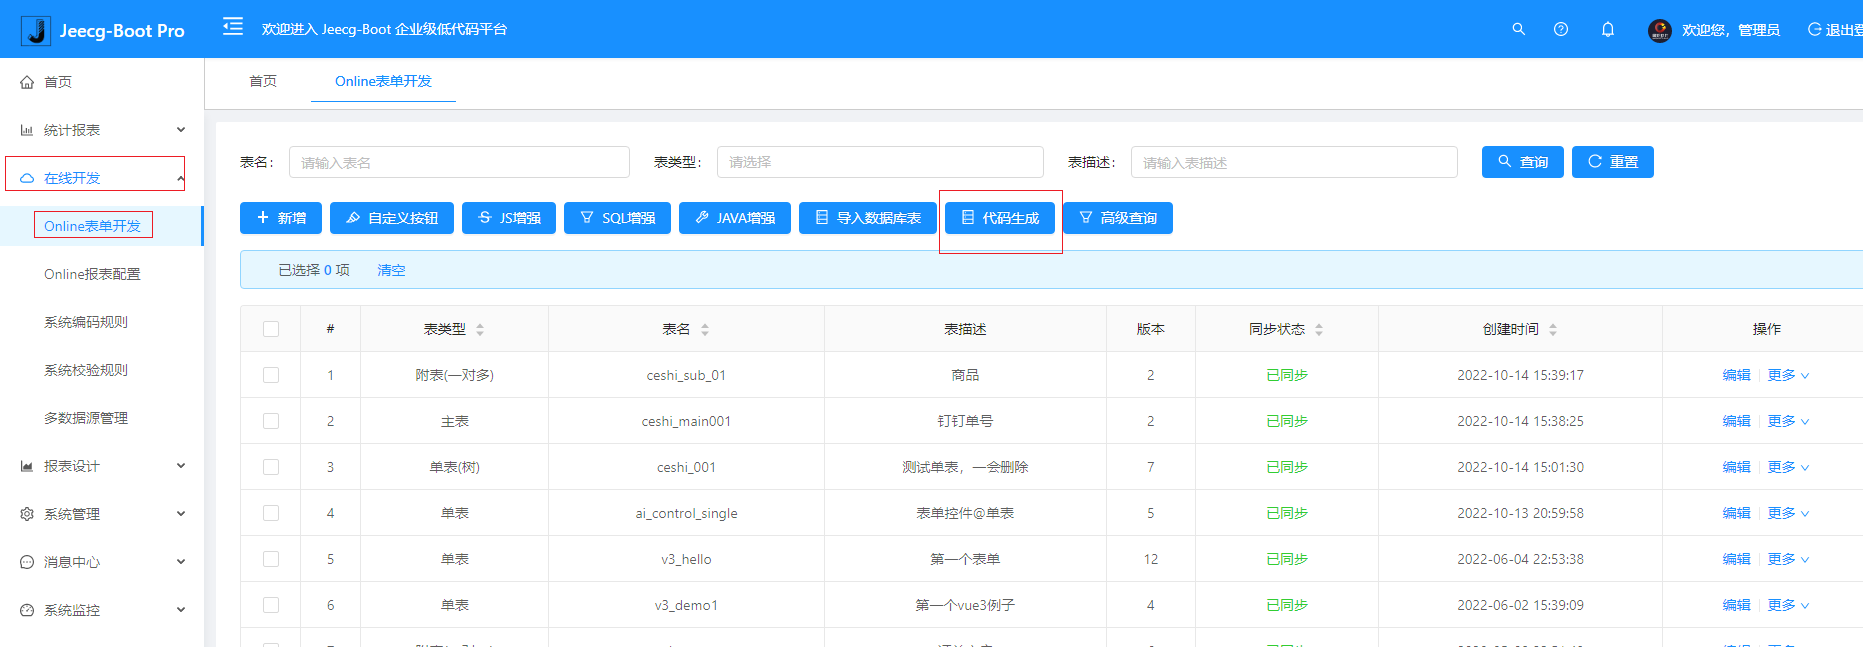 Jeecg-Boot Pro
欢迎进入 Jeecg-Boot 企业级低代码平台
欢迎您，管理员
退出登
首页
统计报表
在线开发
Online表单开发
Online报表配置
系统编码规则
系统校验规则
多数据源管理
报表设计
系统管理
消息中心
系统监控
首页 Online表单开发
表名： 请输入表名 表类型： 请选择 表描述： 请输入表描述 查询 重置
新增 自定义按钮 JS增强 SQL增强 JAVA增强 导入数据库表 代码生成 高级查询
已选择 0 项 清空
# 表类型 表名 表描述 版本 同步状态 创建时间 操作
1 附表(一对多) ceshi_sub_01 商品 2 已同步 2022-10-14 15:39:17 编辑 更多
2 主表 ceshi_main001 钉钉单号 2 已同步 2022-10-14 15:38:25 编辑 更多
3 单表(树) ceshi_001 测试单表，一会删除 7 已同步 2022-10-14 15:01:30 编辑 更多
4 单表 ai_control_single 表单控件@单表 5 已同步 2022-10-13 20:59:58 编辑 更多
5 单表 v3_hello 第一个表单 12 已同步 2022-06-04 22:53:38 编辑 更多
6 单表 v3_demo1 第一个vue3例子 4 已同步 2022-06-02 15:39:09 编辑 更多